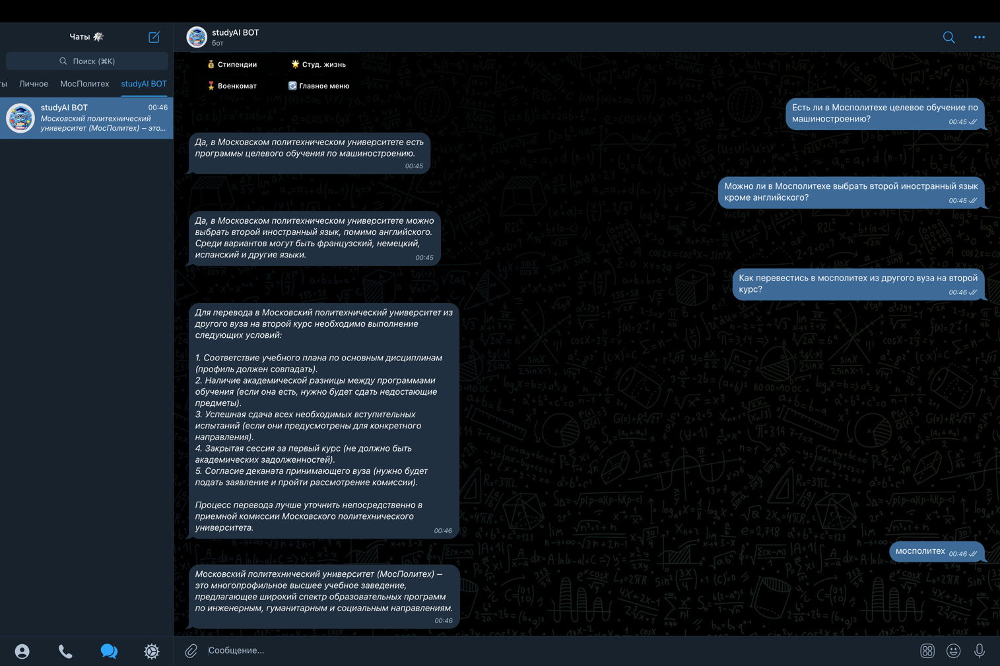 Чаты
Поиск (⌘K)
ты Личное МосПолитех studyAI BOT
studyAI BOT 00:46
Московский политехнический
университет (МосПолитех) — это...
studyAI BOT
бот
Стипендии Студ. жизнь
Военкомат Главное меню
Есть ли в Мосполитехе целевое обучение по
машиностроению?
00:45
Да, в Московском политехническом университете есть
программы целевого обучения по машиностроению.
00:45
Можно ли в Мосполитехе выбрать второй иностранный язык
кроме английского?
00:45
Да, в Московском политехническом университете можно
выбрать второй иностранный язык, помимо английского.
Среди вариантов могут быть французский, немецкий,
испанский и другие языки.
00:45
Как перевестись в мосполитех из другого вуза на второй
курс?
00:46
Для перевода в Московский политехнический университет из
другого вуза на второй курс необходимо выполнение
следующих условий:
1. Соответствие учебного плана по основным дисциплинам
(профиль должен совпадать).
2. Наличие академической разницы между программами
обучения (если она есть, нужно будет сдать недостающие
предметы).
3. Успешная сдача всех необходимых вступительных
испытаний (если они предусмотрены для конкретного
направления).
4. Закрытая сессия за первый курс (не должно быть
академических задолженностей).
5. Согласие деканата принимающего вуза (нужно будет
подать заявление и пройти рассмотрение комиссии).
Процесс перевода лучше уточнить непосредственно в
приемной комиссии Московского политехнического
университета.
00:46
мосполитех 00:46
Московский политехнический университет (МосПолитех) —
это многопрофильное высшее учебное заведение,
предлагающее широкий спектр образовательных программ
по инженерным, гуманитарным и социальным направлениям.
00:46
Сообщение...